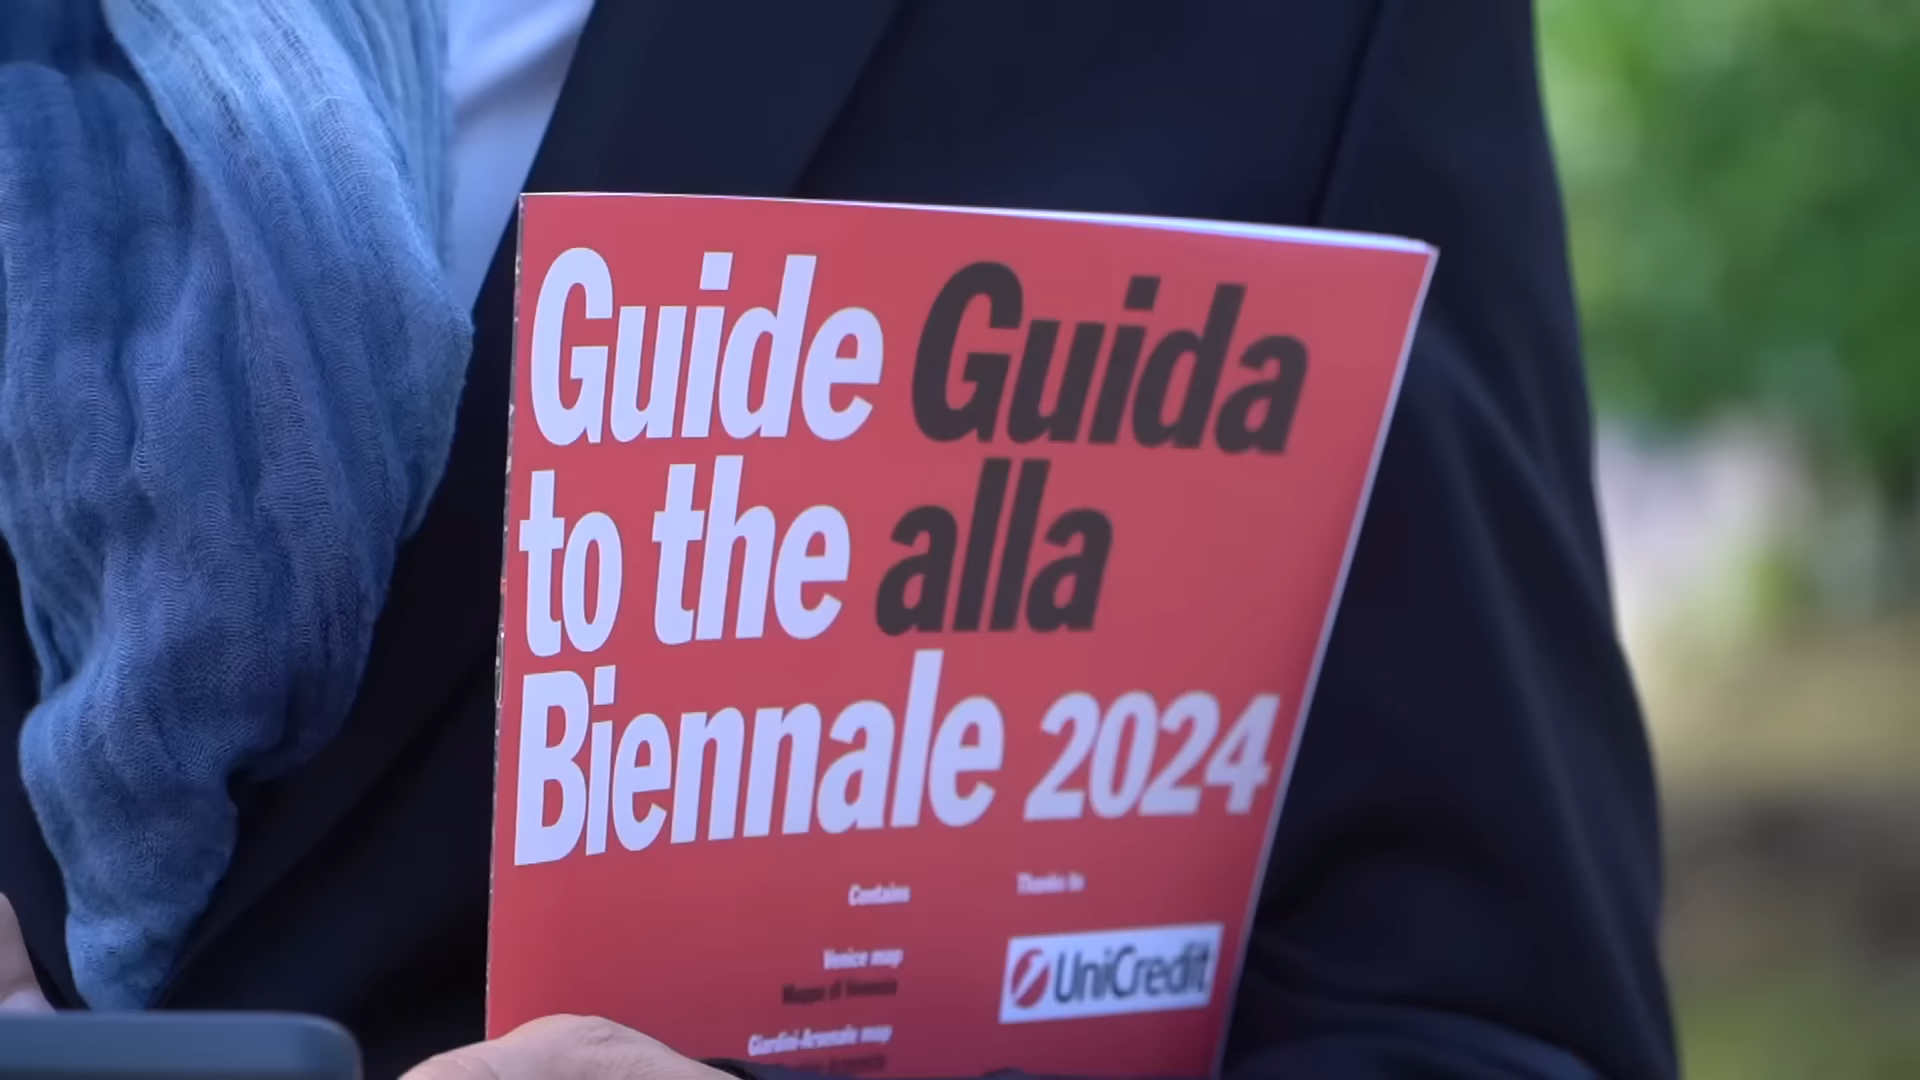 Guide Guida
to the alla
Biennale 2024
Contains
Thanks to
Venice map
Mappa di Venezia
UniCredit
Giardini-Arsenale map